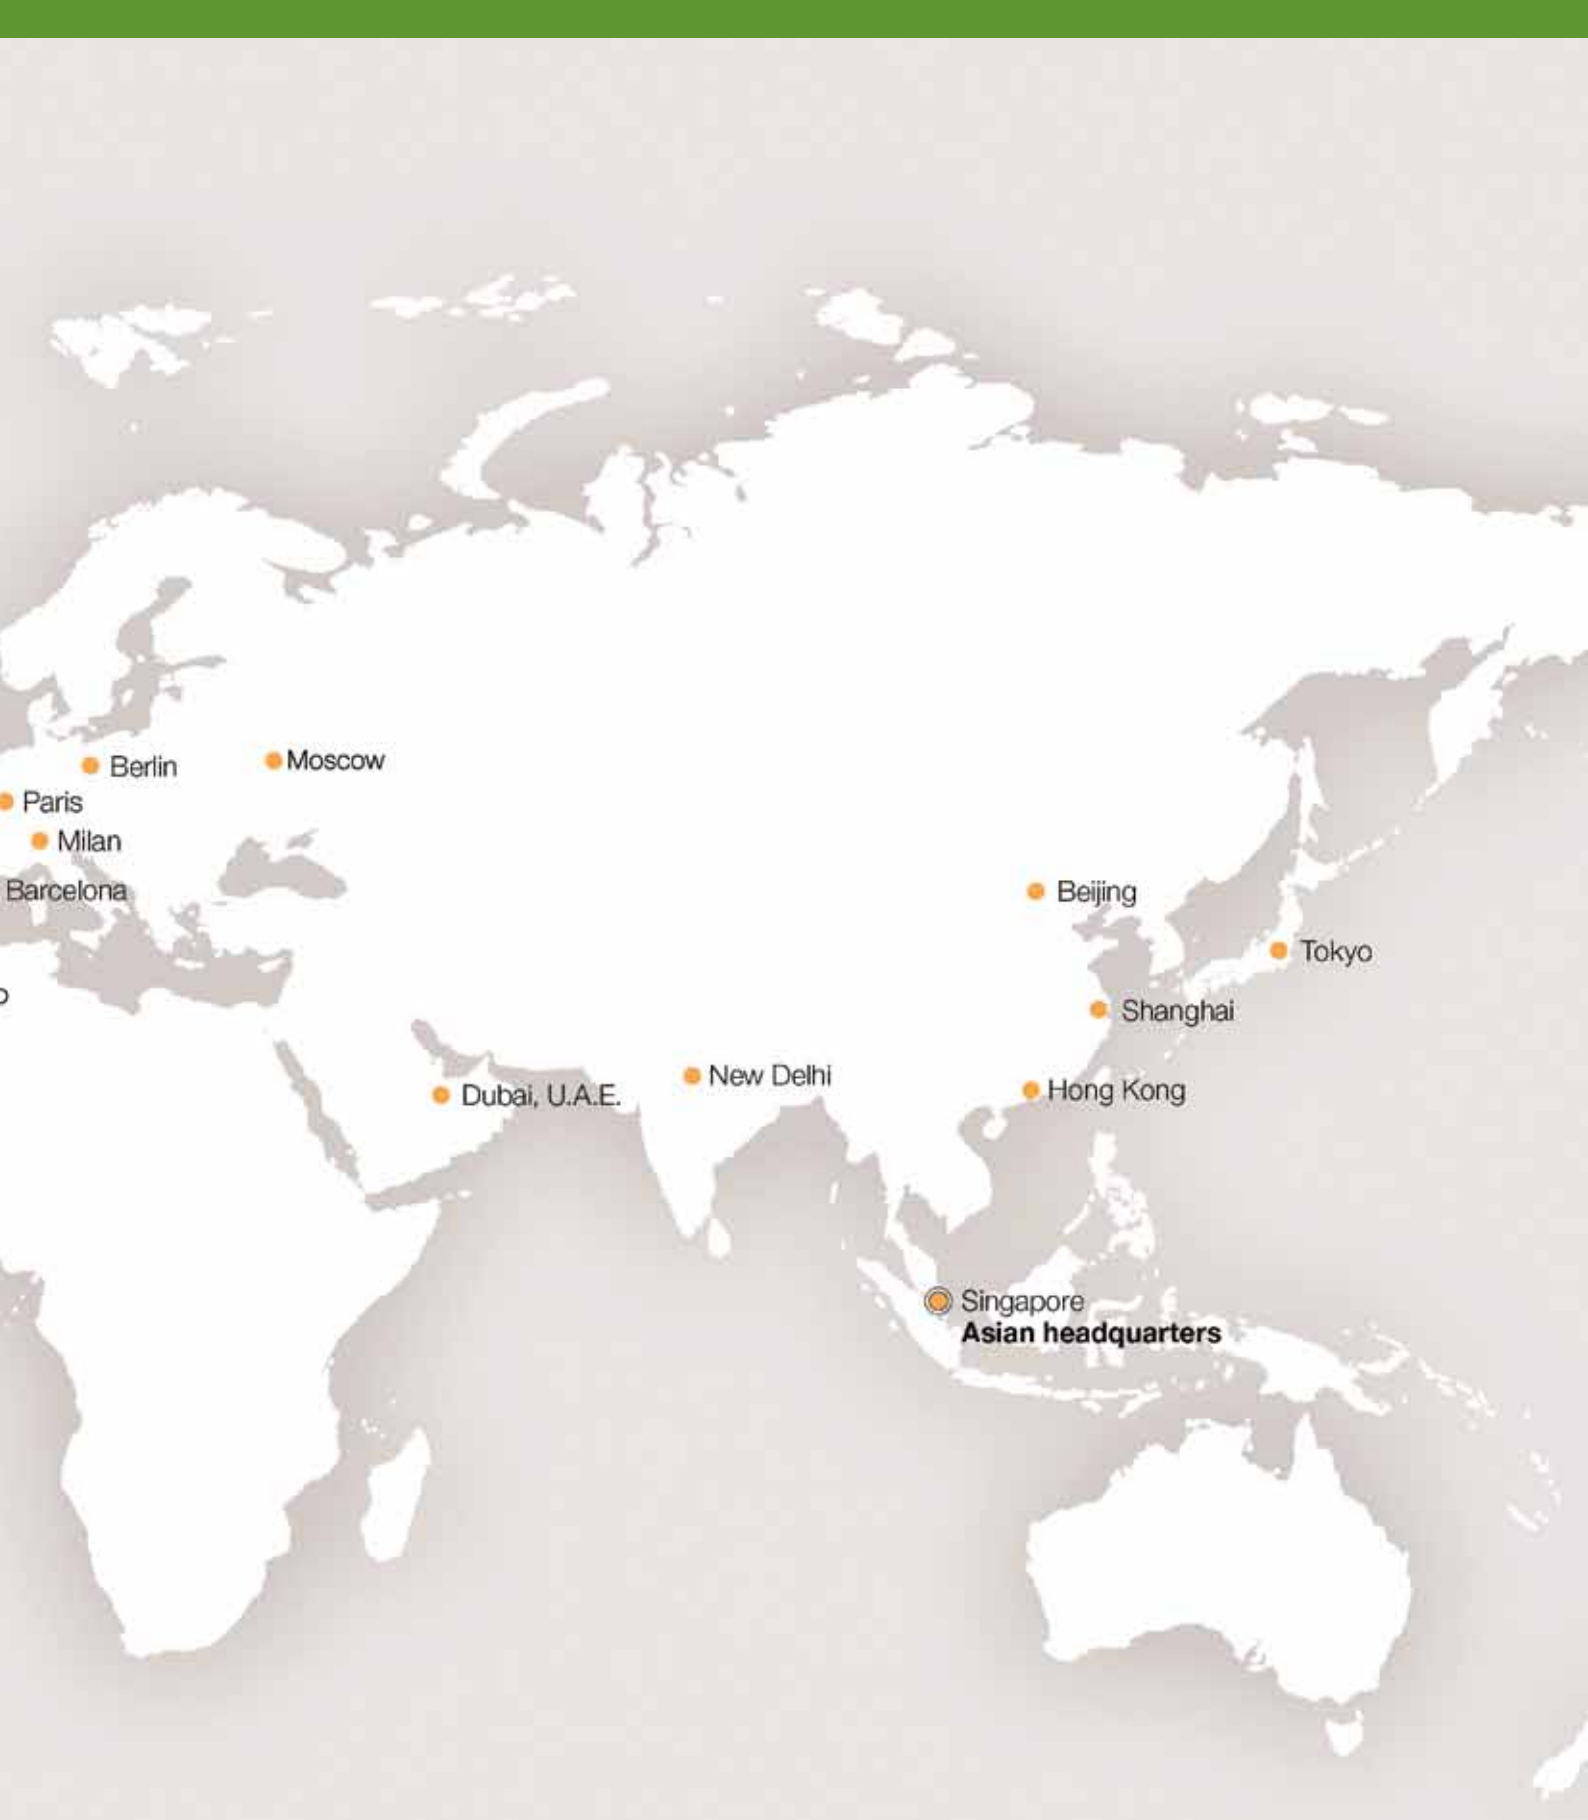 Berlin
Moscow
Paris
Milan
Barcelona
Beijing
Tokyo
Shanghai
New Delhi
Dubai, U.A.E.
Hong Kong
Singapore
Asian headquarters